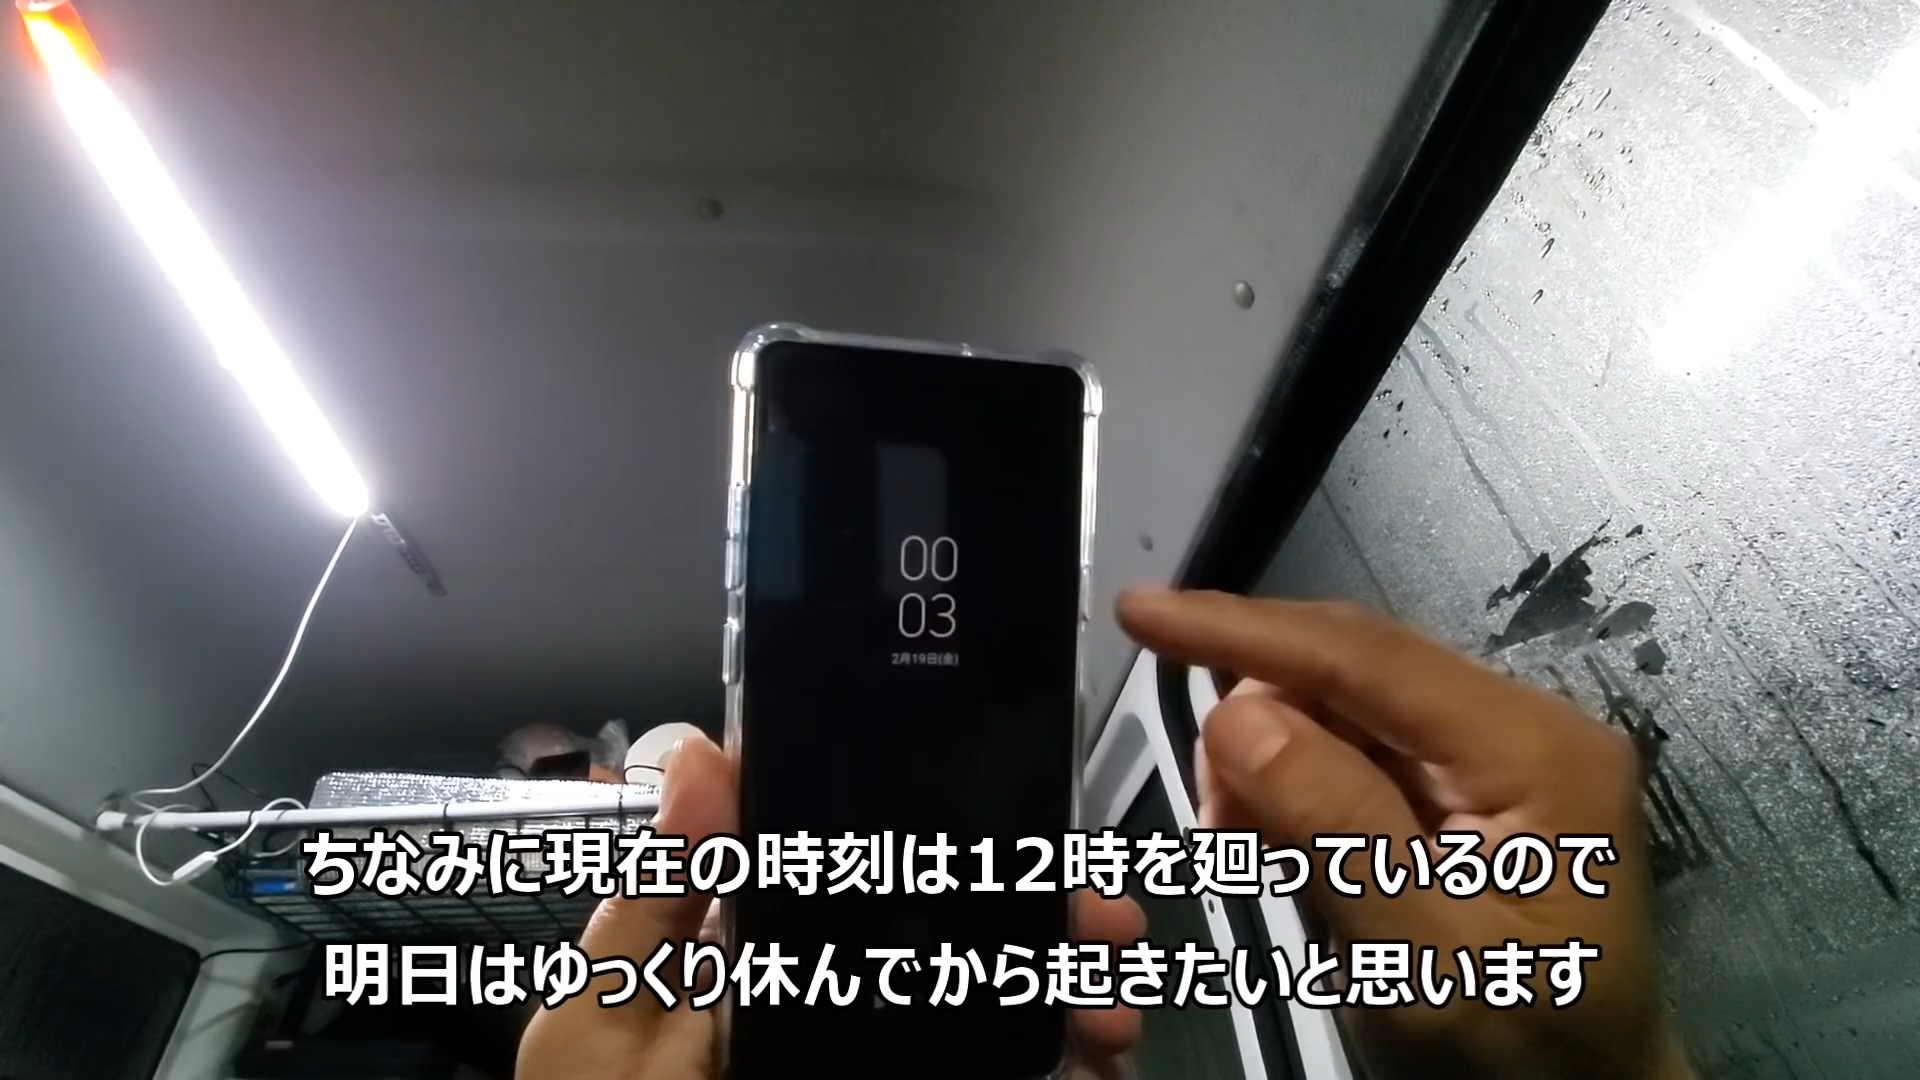 00
03
2月19日(金)
ちなみに現在の時刻は12時を廻っているので
明日はゆっくり休んでから起きたいと思います